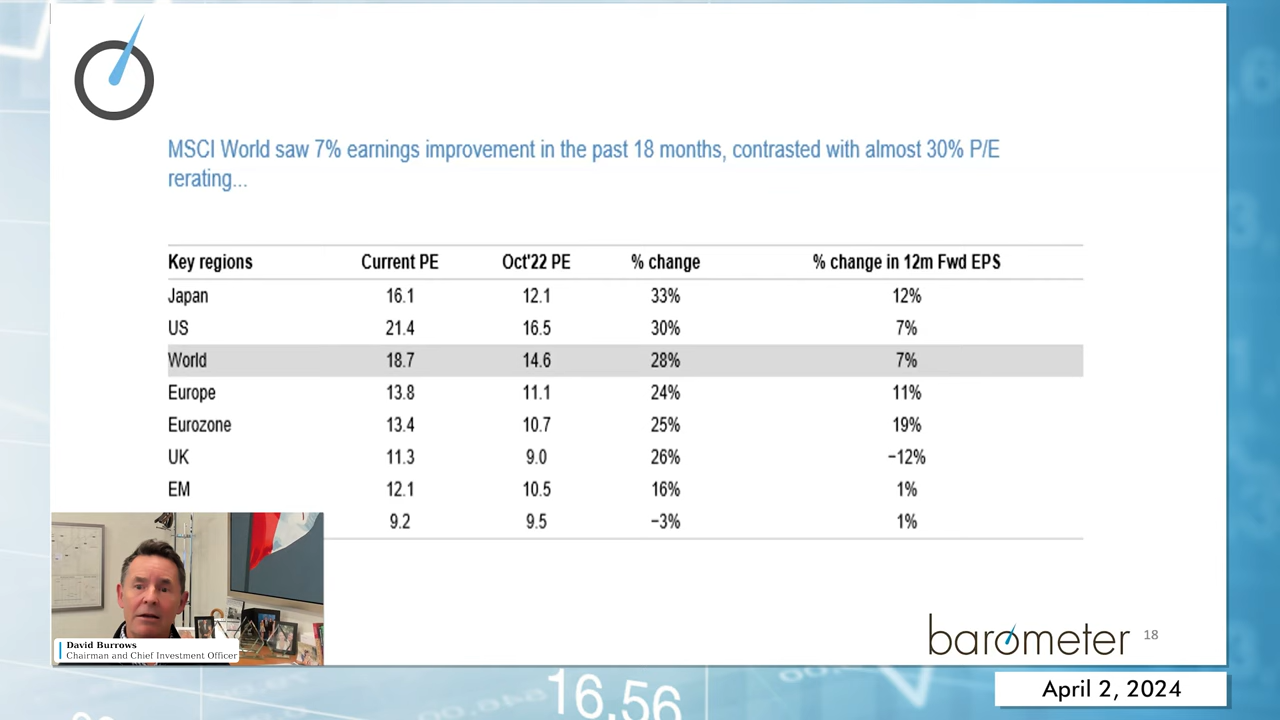 MSCI World saw 7% earnings improvement in the past 18 months, contrasted with almost 30% P/E
rerating...
Key regions Current PE Oct'22 PE % change % change in 12m Fwd EPS
Japan 16.1 12.1 33% 12%
US 21.4 16.5 30% 7%
World 18.7 14.6 28% 7%
Europe 13.8 11.1 24% 11%
Eurozone 13.4 10.7 25% 19%
UK 11.3 9.0 26% −12%
EM 12.1 10.5 16% 1%
9.2 9.5 −3% 1%
David Burrows
Chairman and Chief Investment Officer
barometer 18
April 2, 2024
16,56